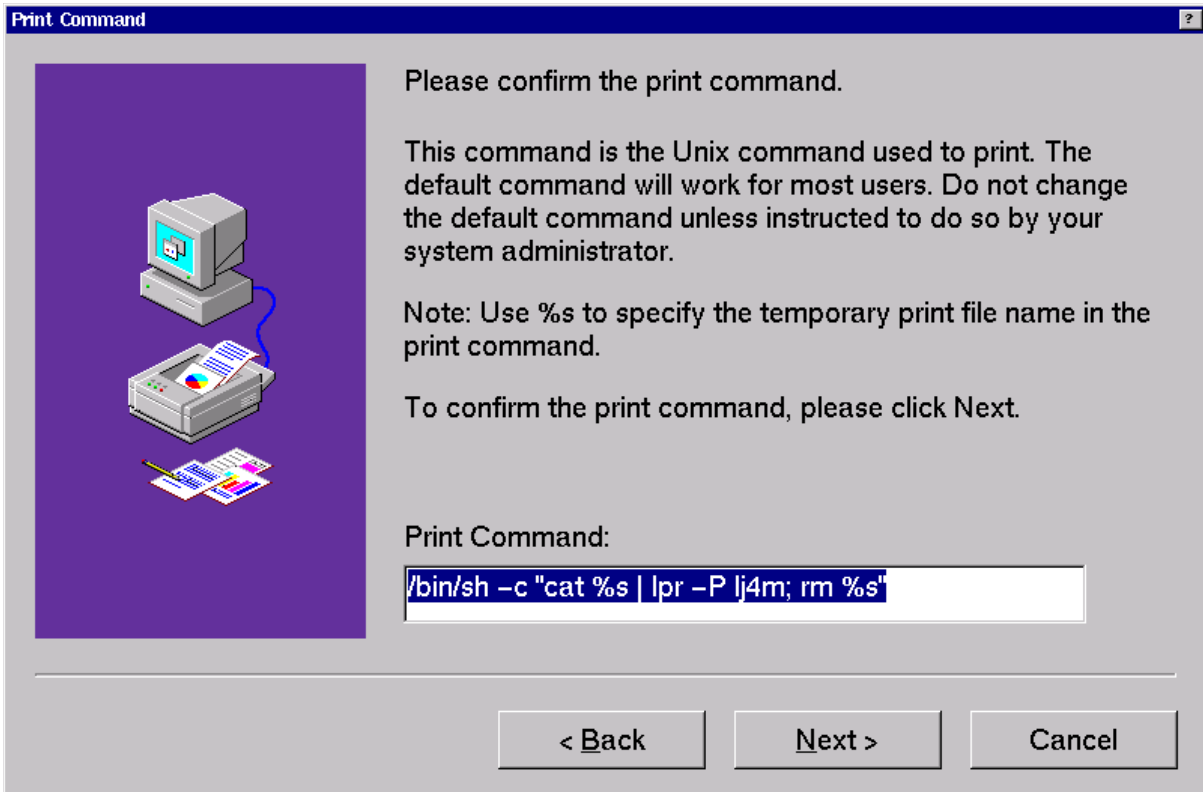 Print Command
?
Please confirm the print command.
This command is the Unix command used to print. The
default command will work for most users. Do not change
the default command unless instructed to do so by your
system administrator.
Note: Use %s to specify the temporary print file name in the
print command.
To confirm the print command, please click Next.
Print Command:
/bin/sh –c "cat %s | lpr –P lj4m; rm %s"
< Back
Next >
Cancel